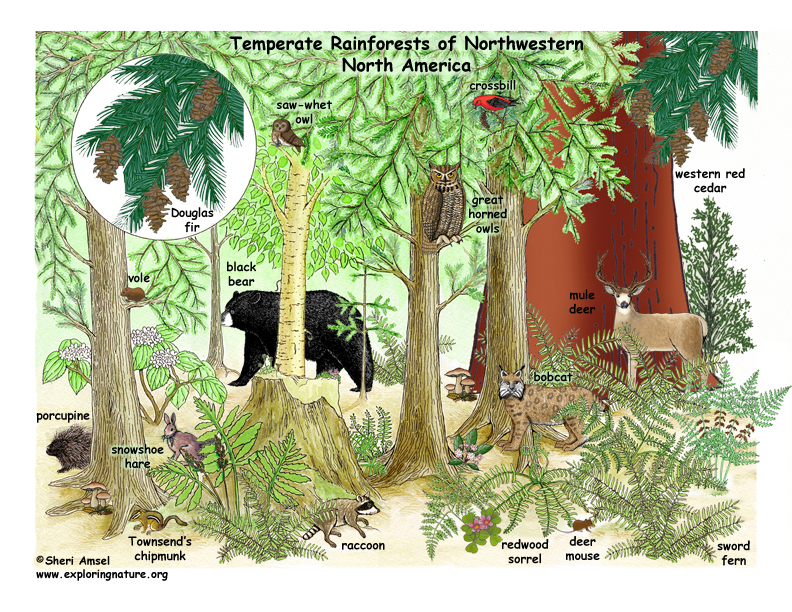 Temperate Rainforests of Northwestern
North America
crossbill
saw-whet
owl
western red
cedar
great
horned
owls
Douglas
fir
vole
black
bear
mule
deer
bobcat
porcupine
snowshoe
hare
Townsend's
chipmunk
raccoon
redwood
sorrel
deer
mouse
sword
fern
©Sheri Amsel
www.exploringnature.org